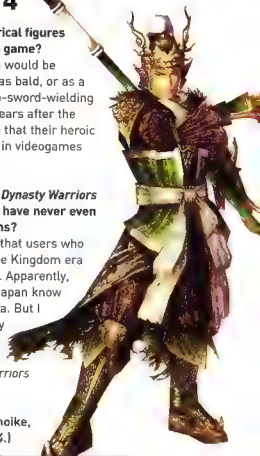 4
rical figures
game?
would be
as bald, or as a
-sword-wielding
ears after the
that their heroic
in videogames
Dynasty Warriors
have never even
ns?
that users who
e Kingdom era
. Apparently,
apan know
a. But I
y
rriors
noike,